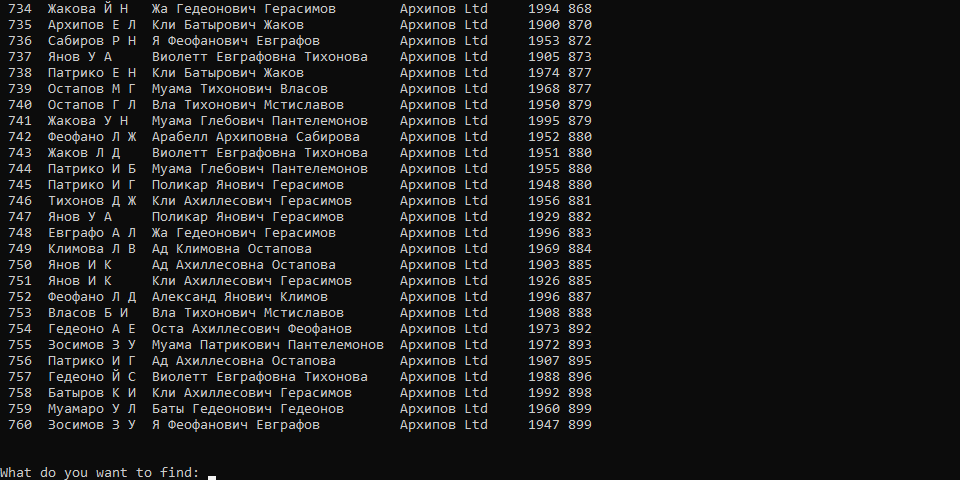 734 Жакова Й Н Жа Гедеонович Герасимов Архипов Ltd 1994 868
735 Архипов Е Л Кли Батырович Жаков Архипов Ltd 1900 870
736 Сабиров Р Н Я Феофанович Евграфов Архипов Ltd 1953 872
737 Янов У А Виолетт Евграфовна Тихонова Архипов Ltd 1905 873
738 Патрико Е Н Кли Батырович Жаков Архипов Ltd 1974 877
739 Остапов М Г Муама Тихонович Власов Архипов Ltd 1968 877
740 Остапов Г Л Вла Тихонович Мстиславов Архипов Ltd 1950 879
741 Жакова У Н Муама Глебович Пантелемонов Архипов Ltd 1995 879
742 Феофано Л Ж Арабелл Архиповна Сабирова Архипов Ltd 1952 880
743 Жаков Л Д Виолетт Евграфовна Тихонова Архипов Ltd 1951 880
744 Патрико И Б Муама Глебович Пантелемонов Архипов Ltd 1955 880
745 Патрико И Г Поликар Янович Герасимов Архипов Ltd 1948 880
746 Тихонов Д Ж Кли Ахиллесович Герасимов Архипов Ltd 1956 881
747 Янов У А Поликар Янович Герасимов Архипов Ltd 1929 882
748 Евграфо А Л Жа Гедеонович Герасимов Архипов Ltd 1996 883
749 Климова Л В Ад Климовна Остапова Архипов Ltd 1969 884
750 Янов И К Ад Ахиллесовна Остапова Архипов Ltd 1903 885
751 Янов И К Кли Ахиллесович Герасимов Архипов Ltd 1926 885
752 Феофано Л Д Александ Янович Климов Архипов Ltd 1996 887
753 Власов Б И Вла Тихонович Мстиславов Архипов Ltd 1908 888
754 Гедеоно А Е Оста Ахиллесович Феофанов Архипов Ltd 1973 892
755 Зосимов З У Муама Патрикович Пантелемонов Архипов Ltd 1972 893
756 Патрико И Г Ад Ахиллесовна Остапова Архипов Ltd 1907 895
757 Гедеоно Й С Виолетт Евграфовна Тихонова Архипов Ltd 1988 896
758 Батыров К И Кли Ахиллесович Герасимов Архипов Ltd 1992 898
759 Муамаро У Л Баты Гедеонович Гедеонов Архипов Ltd 1960 899
760 Зосимов З У Я Феофанович Евграфов Архипов Ltd 1947 899
What do you want to find: